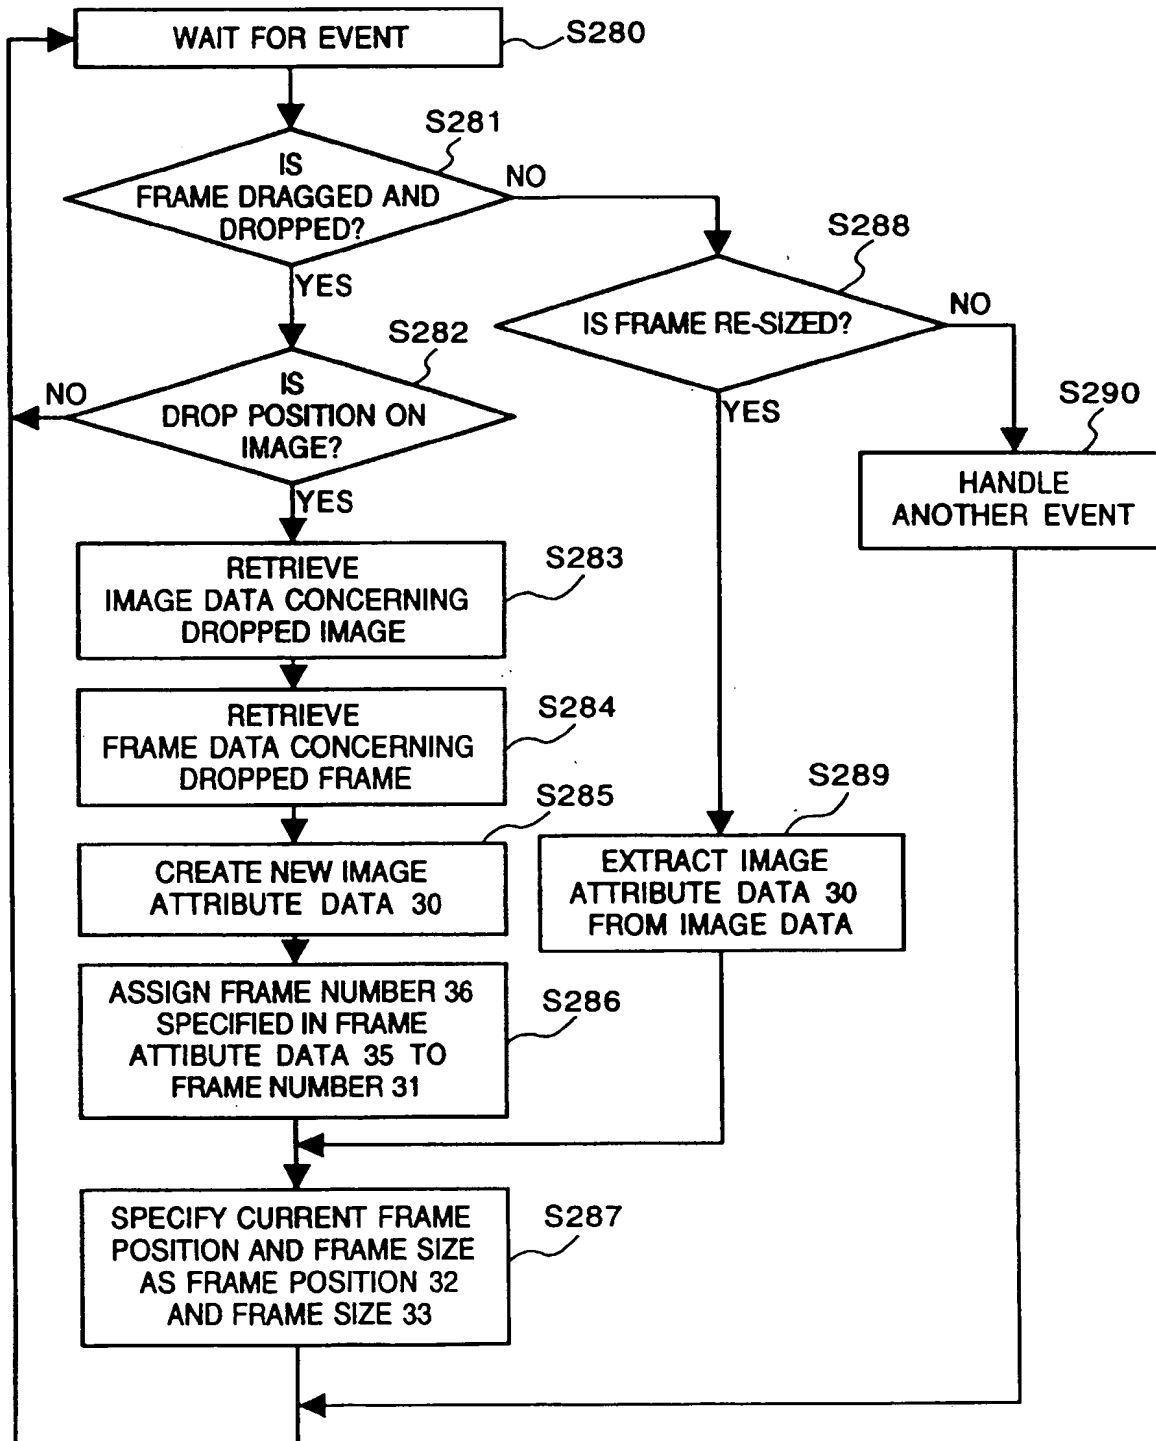 WAIT FOR EVENT
S280
S281
IS
FRAME DRAGGED AND
DROPPED?
NO
YES
S288
IS FRAME RE-SIZED?
NO
YES
S282
IS
DROP POSITION ON
IMAGE?
NO
YES
S290
HANDLE
ANOTHER EVENT
S283
RETRIEVE
IMAGE DATA CONCERNING
DROPPED IMAGE
S284
RETRIEVE
FRAME DATA CONCERNING
DROPPED FRAME
S285
CREATE NEW IMAGE
ATTRIBUTE DATA 30
S289
EXTRACT IMAGE
ATTRIBUTE DATA 30
FROM IMAGE DATA
S286
ASSIGN FRAME NUMBER 36
SPECIFIED IN FRAME
ATTIBUTE DATA 35 TO
FRAME NUMBER 31
S287
SPECIFY CURRENT FRAME
POSITION AND FRAME SIZE
AS FRAME POSITION 32
AND FRAME SIZE 33